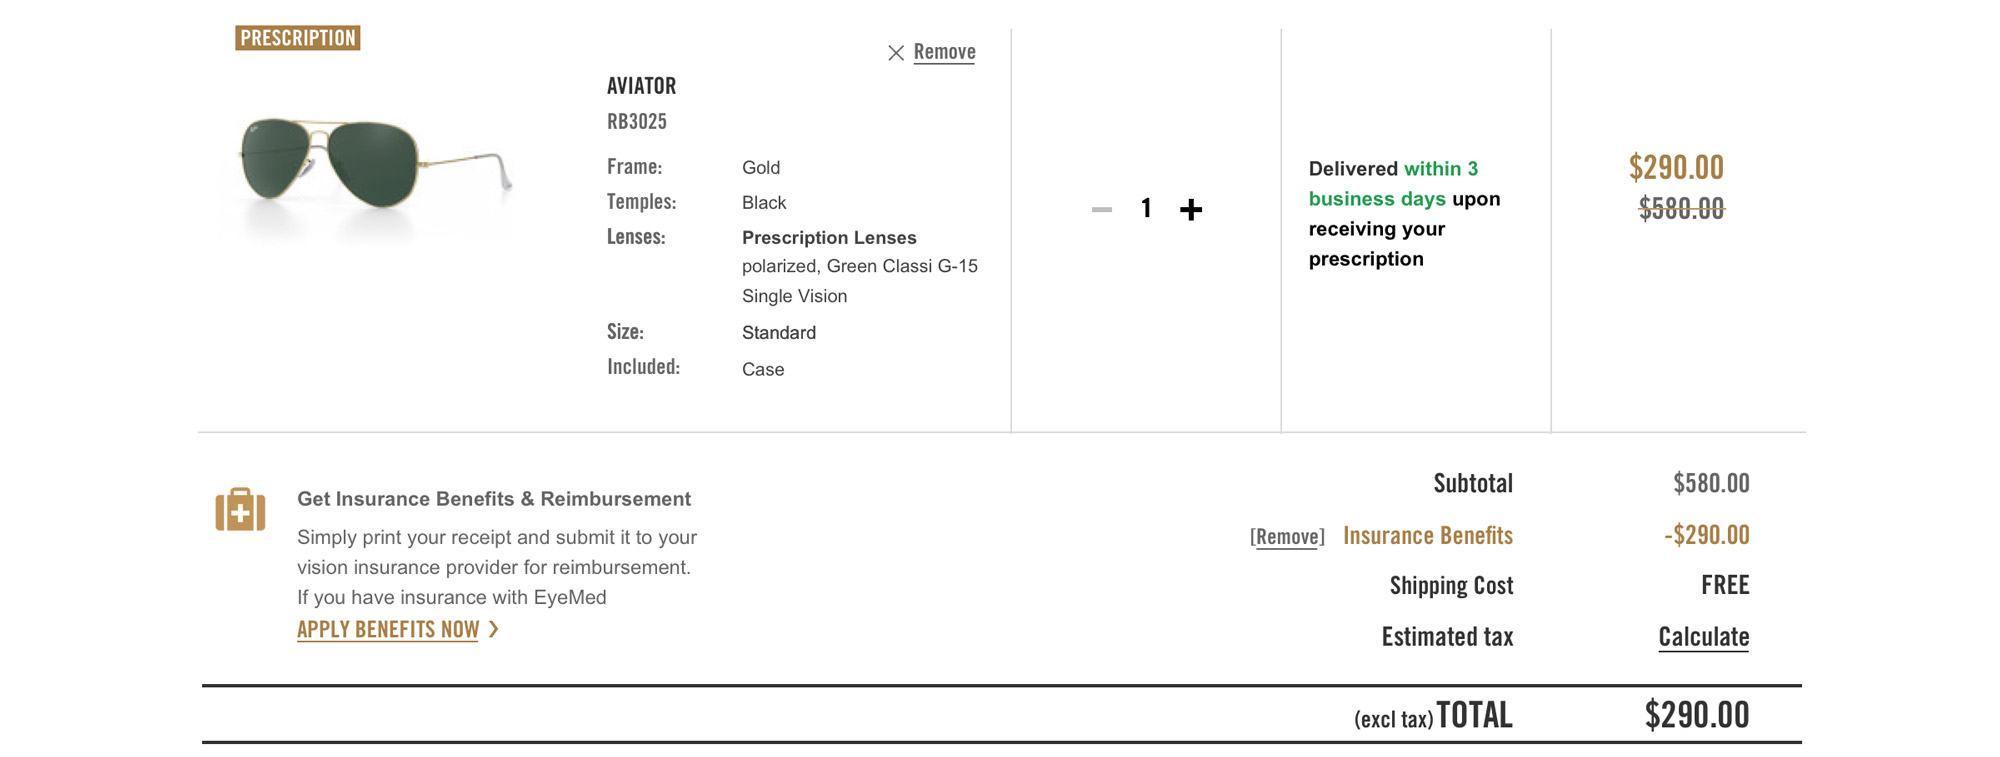 PRESCRIPTION
Remove
AVIATOR
RB3025
Frame: Gold
Temples: Black
Lenses: Prescription Lenses
polarized, Green Classi G-15
Single Vision
Size: Standard
Included: Case
1
Delivered within 3
business days upon
receiving your
prescription
$290.00
$580.00
Get Insurance Benefits & Reimbursement
Simply print your receipt and submit it to your
vision insurance provider for reimbursement.
If you have insurance with EyeMed
APPLY BENEFITS NOW
Subtotal $580.00
[Remove] Insurance Benefits -$290.00
Shipping Cost FREE
Estimated tax Calculate
(excl tax) TOTAL $290.00